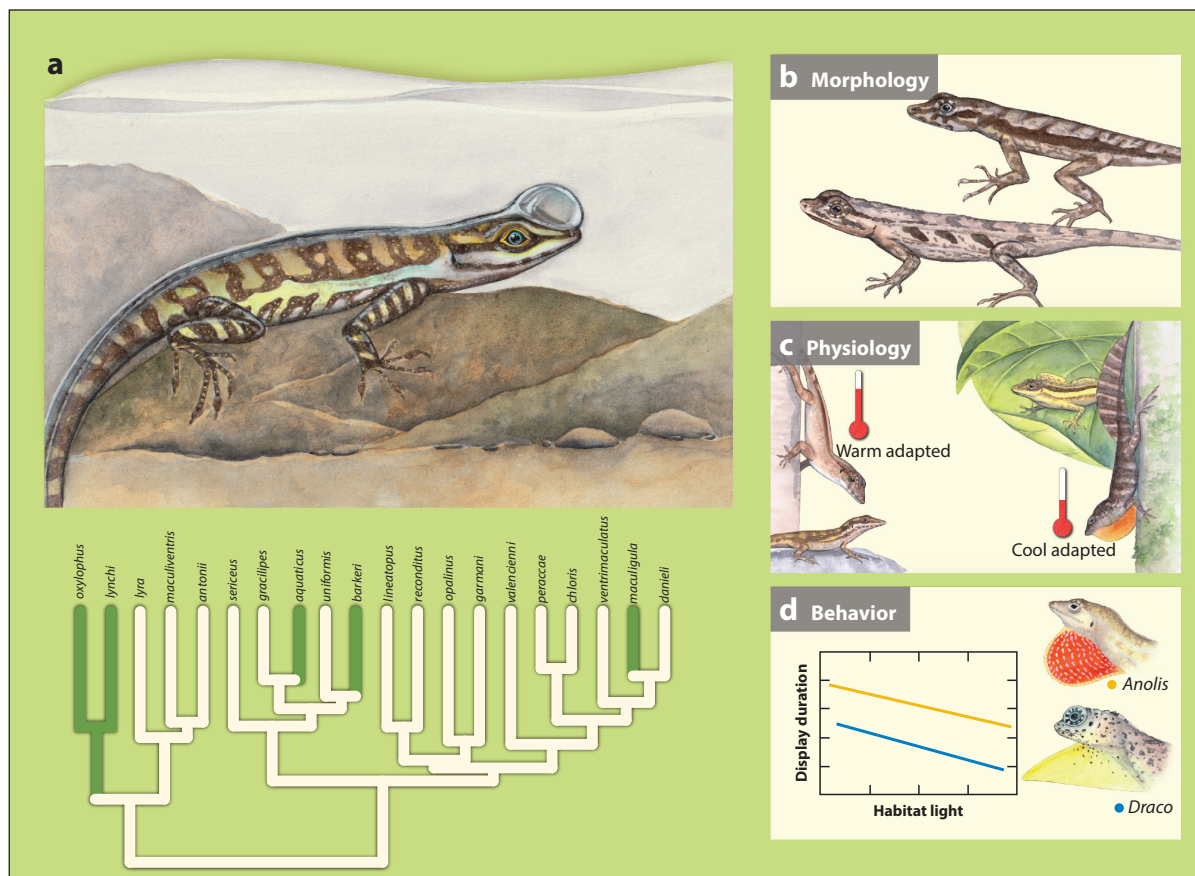 a
oxylophus
lynchi
lyra
maculiventris
antonii
sericeus
gracilipes
aquaticus
uniformis
barkeri
lineatopus
reconditus
opalinus
garmani
valencienni
peraccae
chloris
ventrimaculatus
maculigula
danieli
b Morphology
c Physiology
Warm adapted
Cool adapted
d Behavior
Display duration
Habitat light
Anolis
Draco